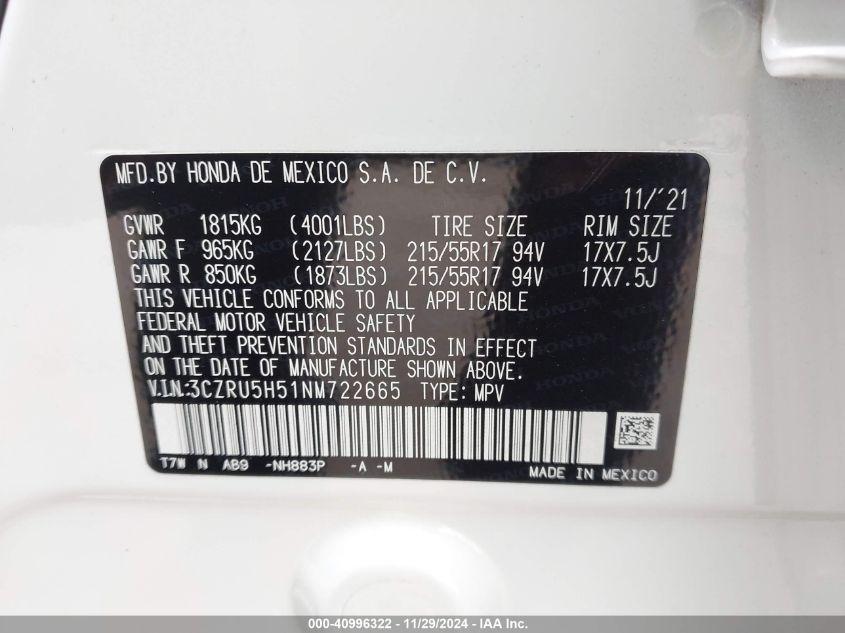 MFD.BY HONDA DE MEXICO S.A. DE C.V.
11/'21
GVWR 1815KG (4001LBS) TIRE SIZE RIM SIZE
GAWR F 965KG (2127LBS) 215/55R17 94V 17X7.5J
GAWR R 850KG (1873LBS) 215/55R17 94V 17X7.5J
THIS VEHICLE CONFORMS TO ALL APPLICABLE
FEDERAL MOTOR VEHICLE SAFETY
AND THEFT PREVENTION STANDARDS IN EFFECT
ON THE DATE OF MANUFACTURE SHOWN ABOVE.
V.I.N.:3CZRU5H51NM722665 TYPE: MPV
T7W N AB9 -NH883P -A -M
MADE IN MEXICO
000-40996322 - 11/29/2024 - IAA Inc.